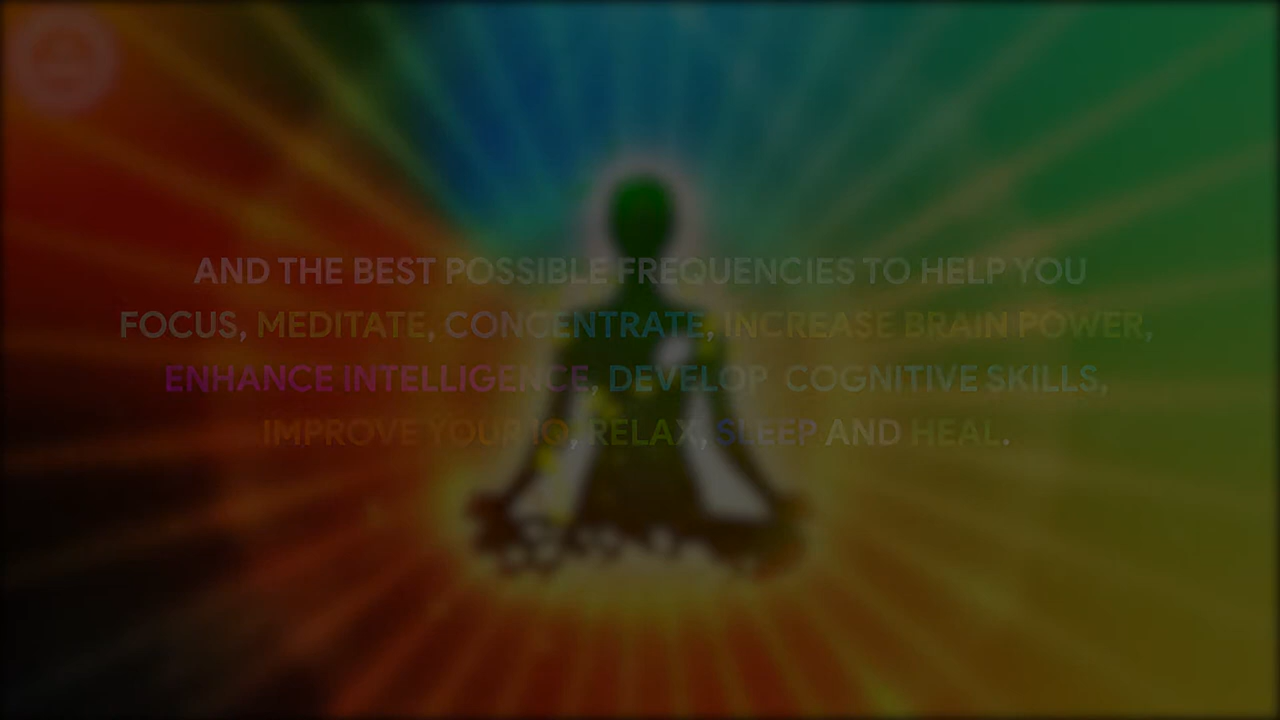 AND THE BEST POSSIBLE FREQUENCIES TO HELP YOU
FOCUS, MEDITATE, CONCENTRATE, INCREASE BRAIN POWER,
ENHANCE INTELLIGENCE, DEVELOP COGNITIVE SKILLS,
IMPROVE YOUR IQ, RELAX, SLEEP AND HEAL.